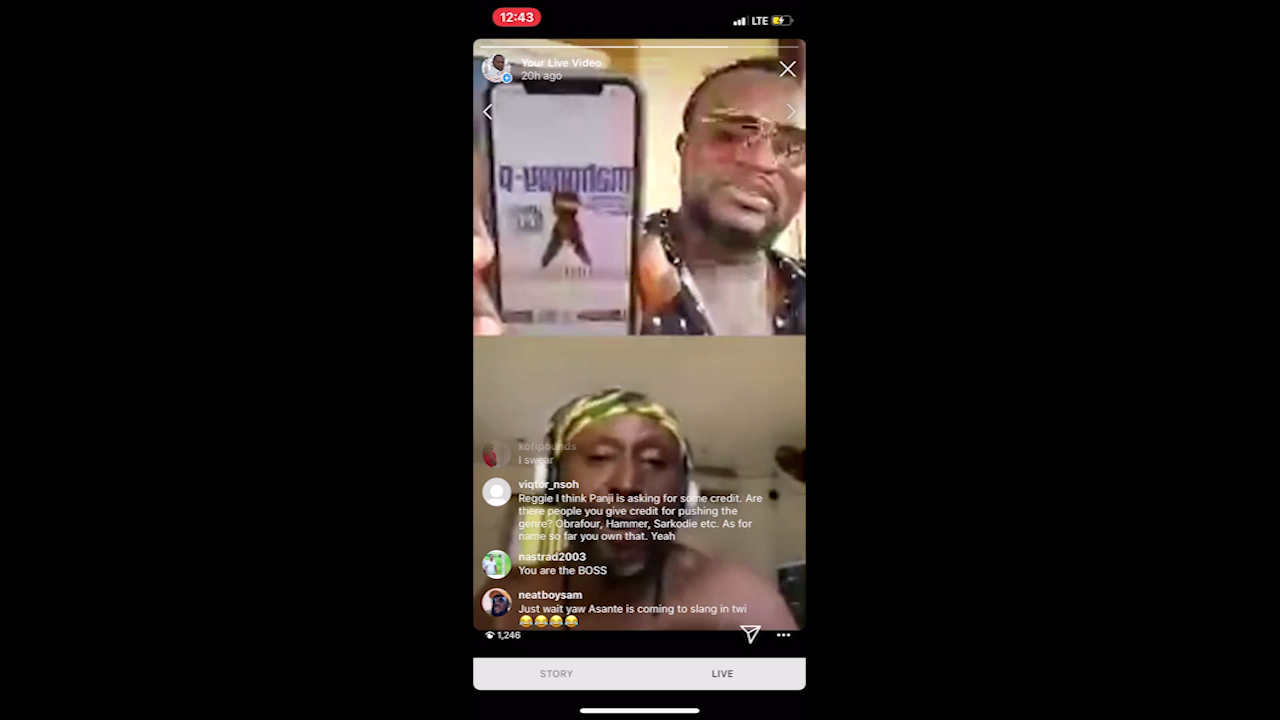 12:43
LTE
Your Live Video
20h ago
kofipounds
I swear
viqtor_nsoh
Reggie I think Panji is asking for some credit. Are
there people you give credit for pushing the
genre? Obrafour, Hammer, Sarkodie etc. As for
name so far you own that. Yeah
nastrad2003
You are the BOSS
neatboysam
Just wait yaw Asante is coming to slang in twi
😂😂😂😂
1,246
STORY
LIVE